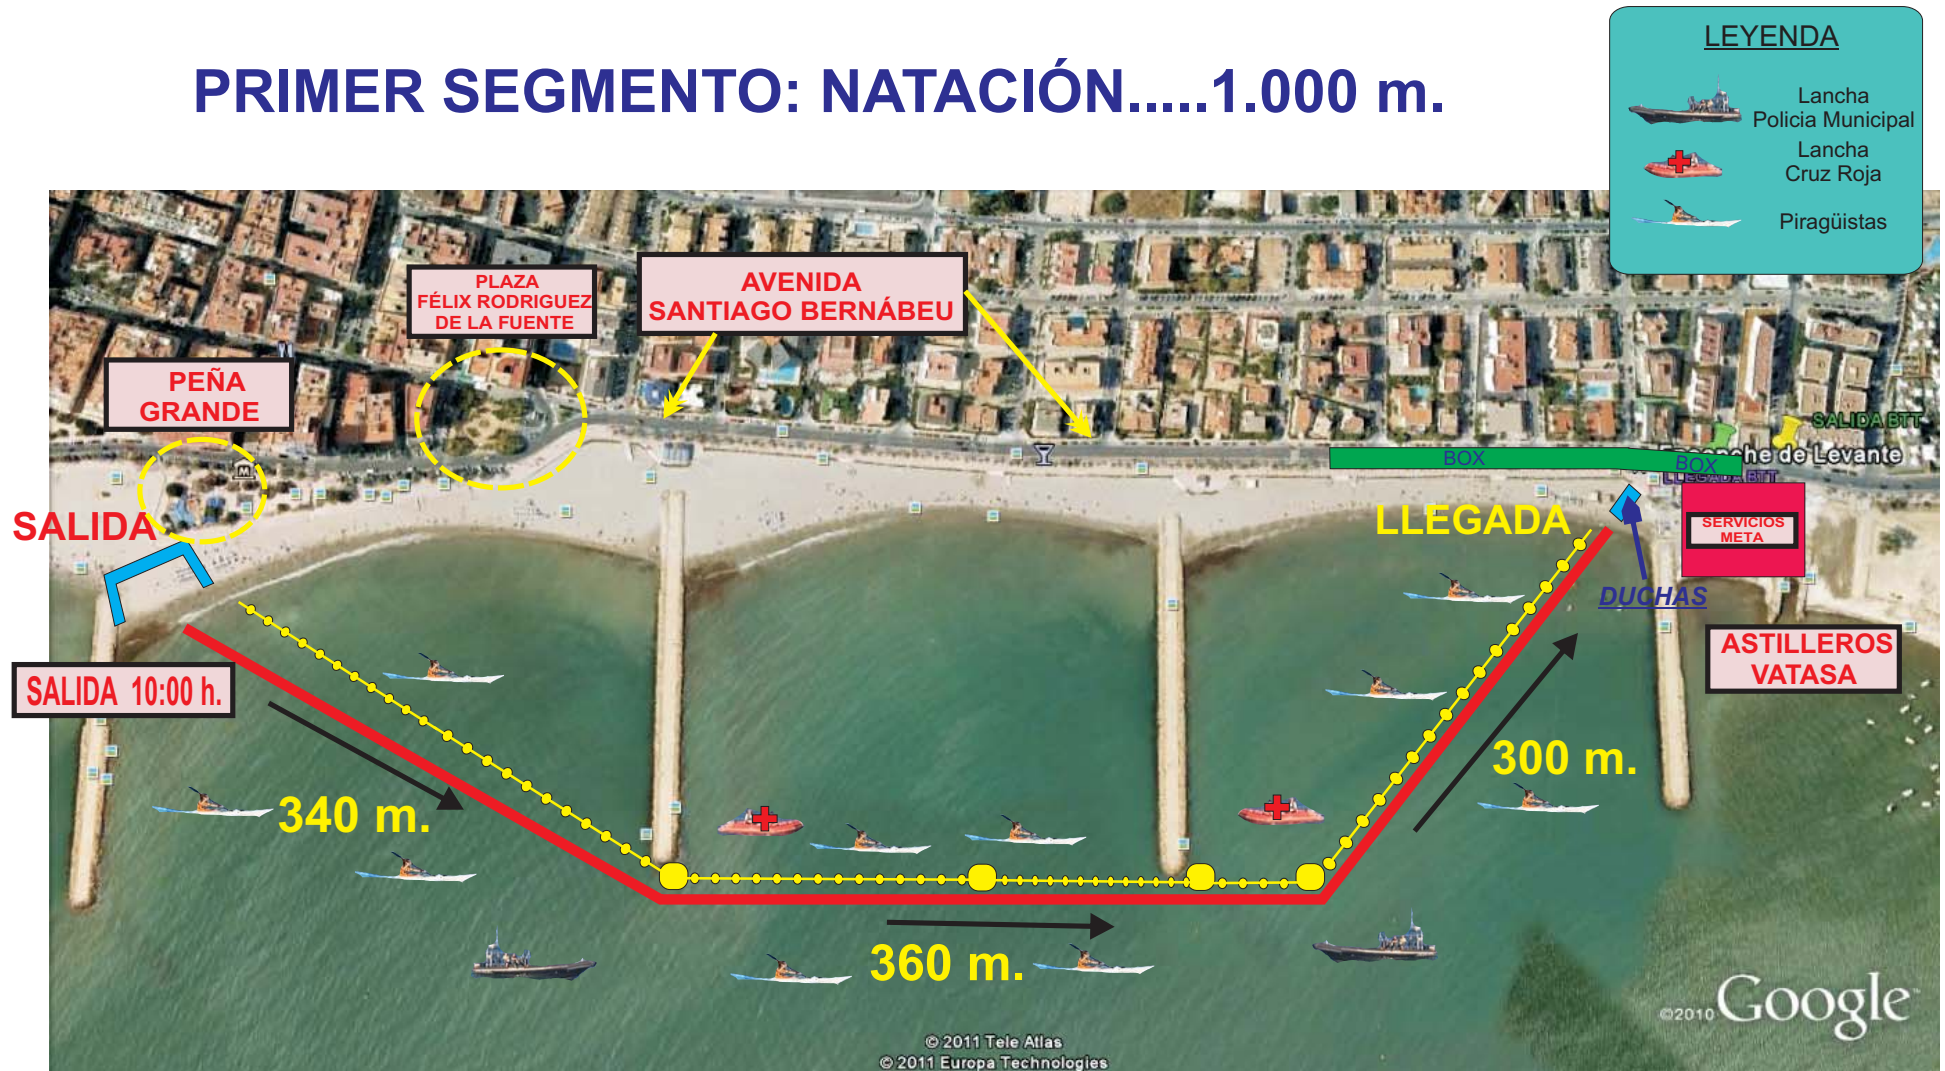 PRIMER SEGMENTO: NATACIÓN.....1.000 m.
LEYENDA
Lancha
Policia Municipal
Lancha
Cruz Roja
Piragüistas
PLAZA
FÉLIX RODRIGUEZ
DE LA FUENTE
AVENIDA
SANTIAGO BERNÁBEU
PEÑA
GRANDE
SALIDA BTT
he de Levante
BOX
BOX
LLEGADA BTT
SALIDA
LLEGADA
SERVICIOS
META
DUCHAS
ASTILLEROS
VATASA
SALIDA 10:00 h.
340 m.
300 m.
360 m.
©2010 Google
© 2011 Tele Atlas
© 2011 Europa Technologies